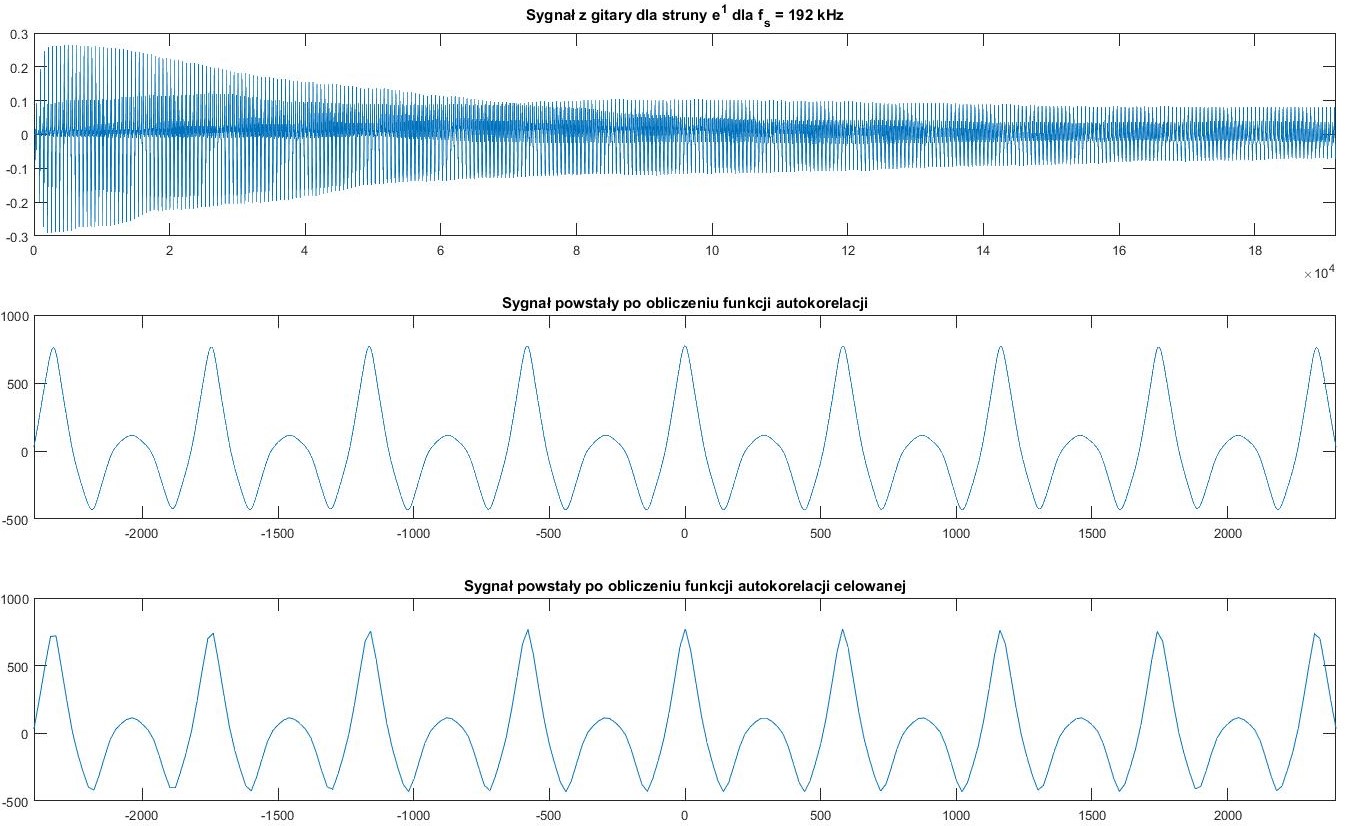 Sygnał z gitary dla struny e¹ dla fₛ = 192 kHz
0.3
0.2
0.1
0
-0.1
-0.2
-0.3
0 2 4 6 8 10 12 14 16 18
×10⁴
Sygnał powstały po obliczeniu funkcji autokorelacji
1000
500
0
-500
-2000 -1500 -1000 -500 0 500 1000 1500 2000
Sygnał powstały po obliczeniu funkcji autokorelacji celowanej
1000
500
0
-500
-2000 -1500 -1000 -500 0 500 1000 1500 2000